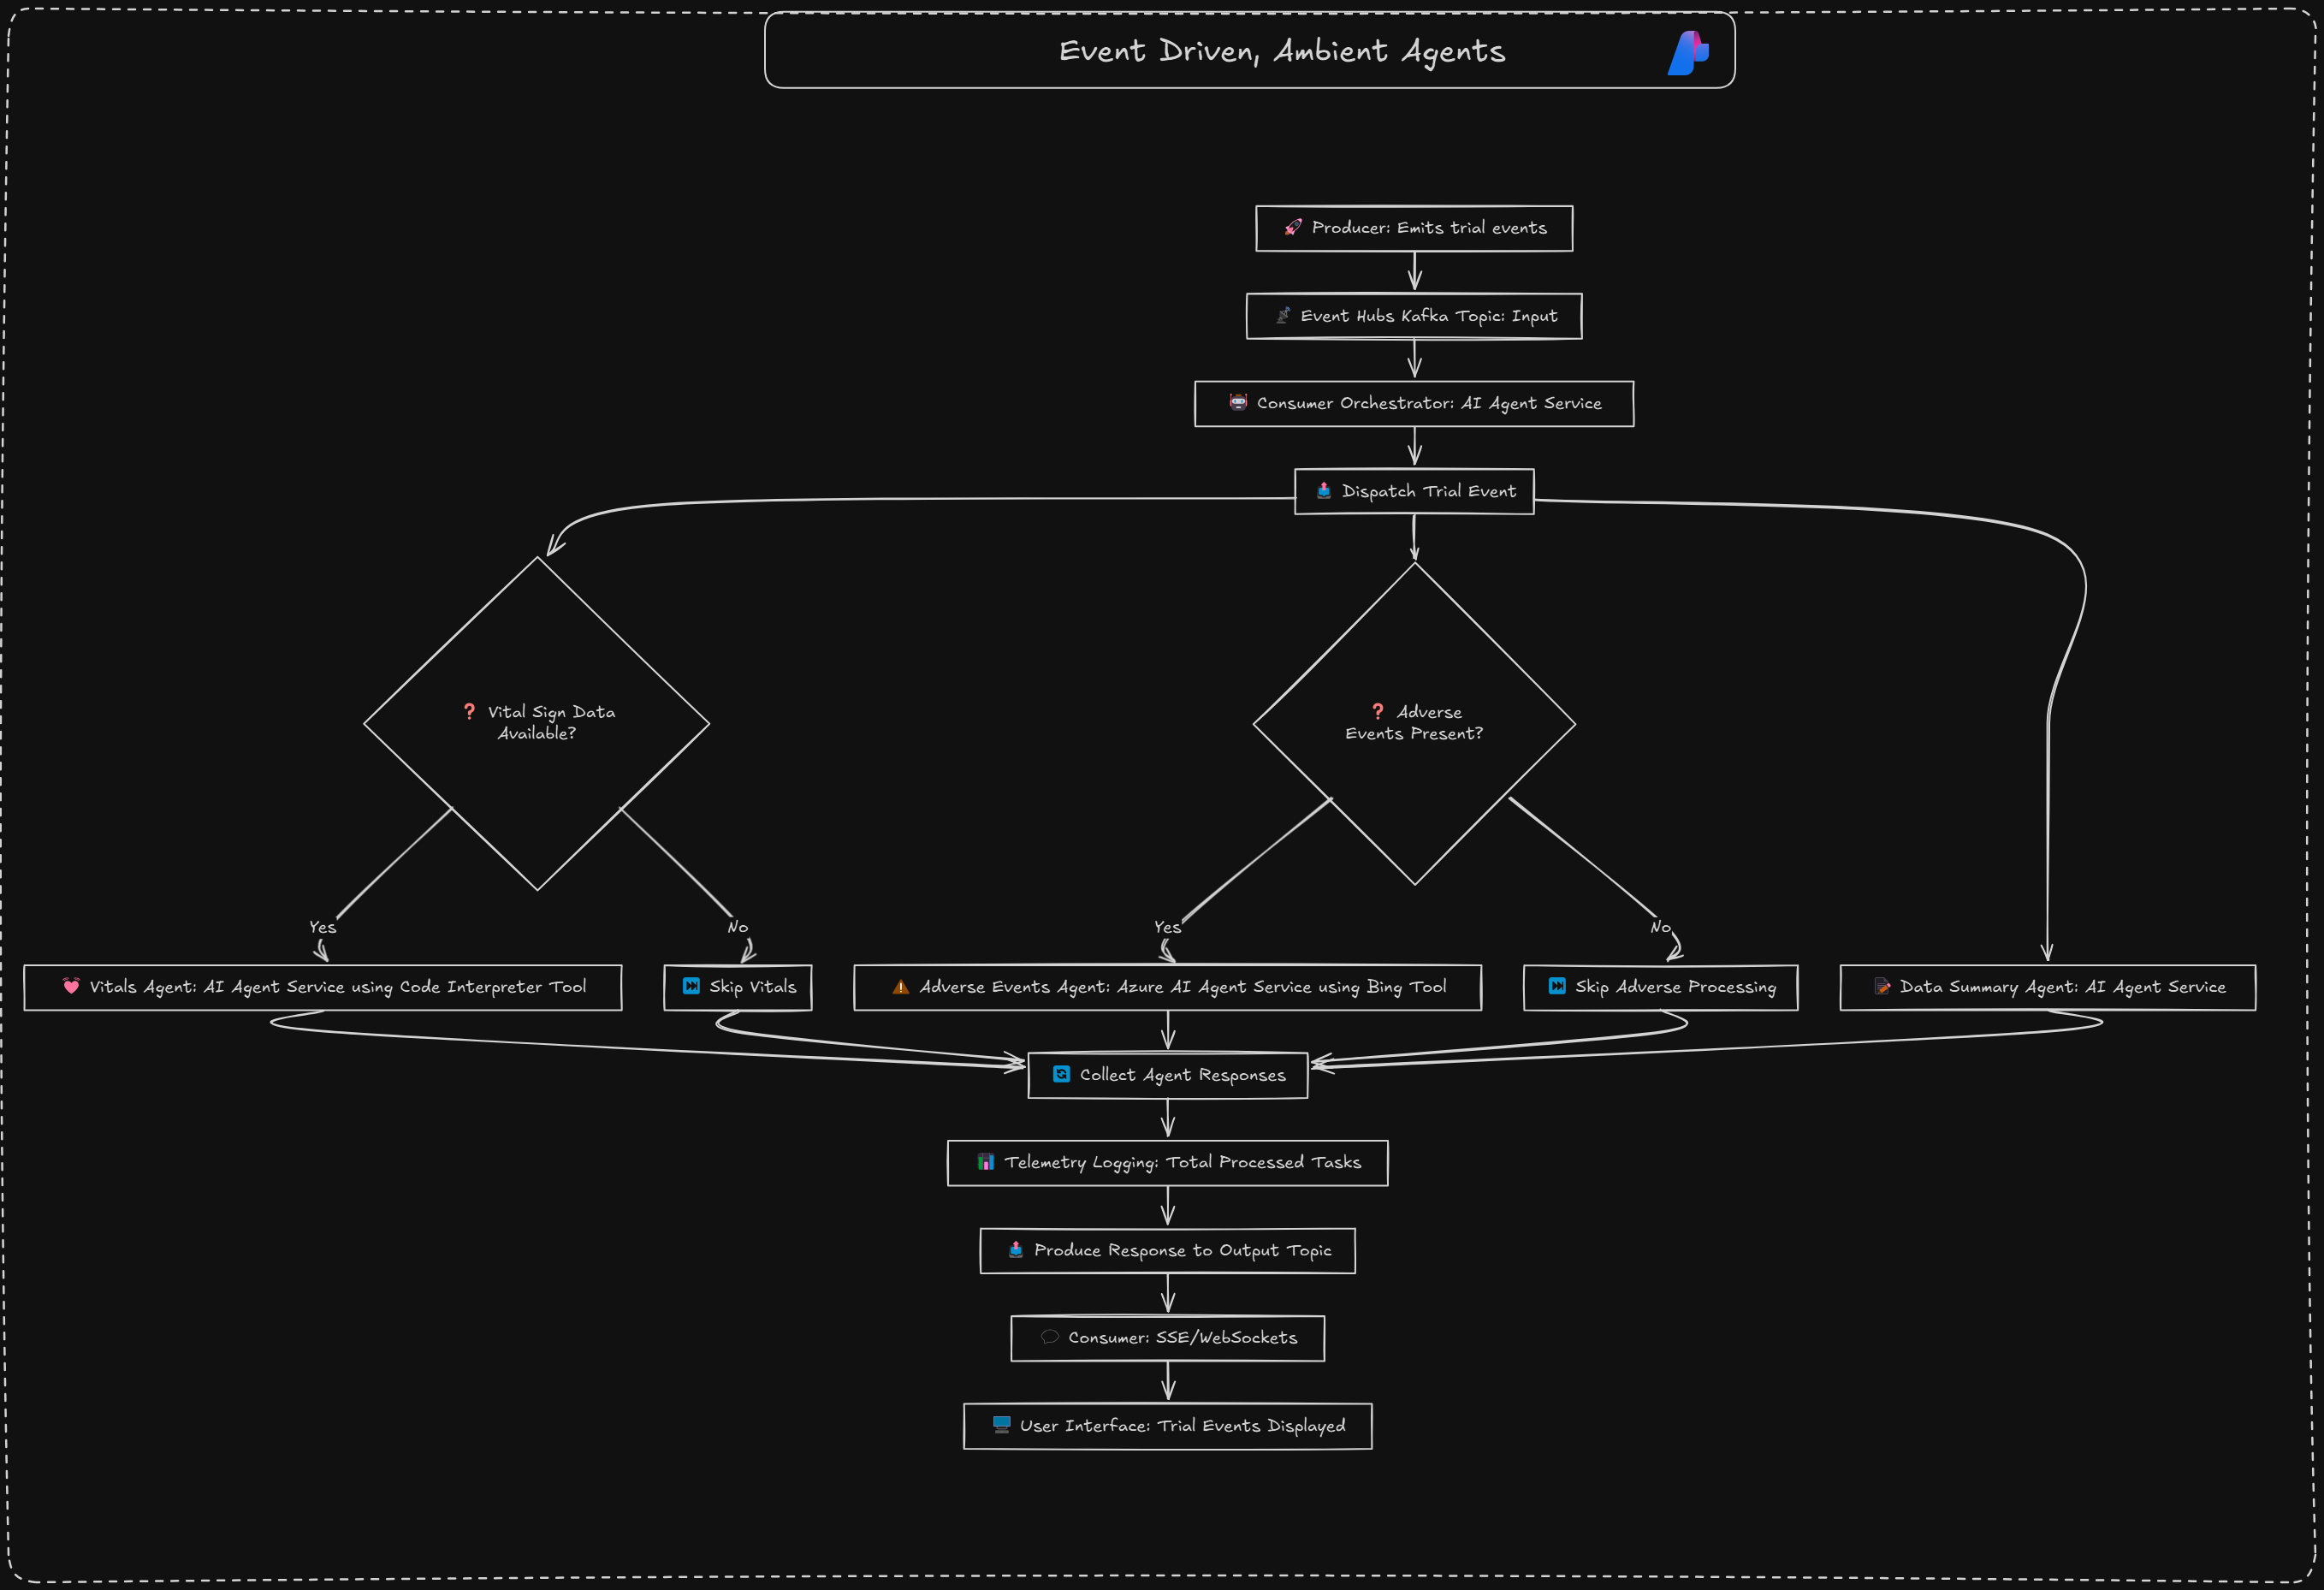 Event Driven, Ambient Agents
Producer: Emits trial events
Event Hubs Kafka Topic: Input
Consumer Orchestrator: AI Agent Service
Dispatch Trial Event
Vital Sign Data
Available?
Adverse
Events Present?
Yes
No
Yes
No
Vitals Agent: AI Agent Service using Code Interpreter Tool
Skip Vitals
Adverse Events Agent: Azure AI Agent Service using Bing Tool
Skip Adverse Processing
Data Summary Agent: AI Agent Service
Collect Agent Responses
Telemetry Logging: Total Processed Tasks
Produce Response to Output Topic
Consumer: SSE/WebSockets
User Interface: Trial Events Displayed